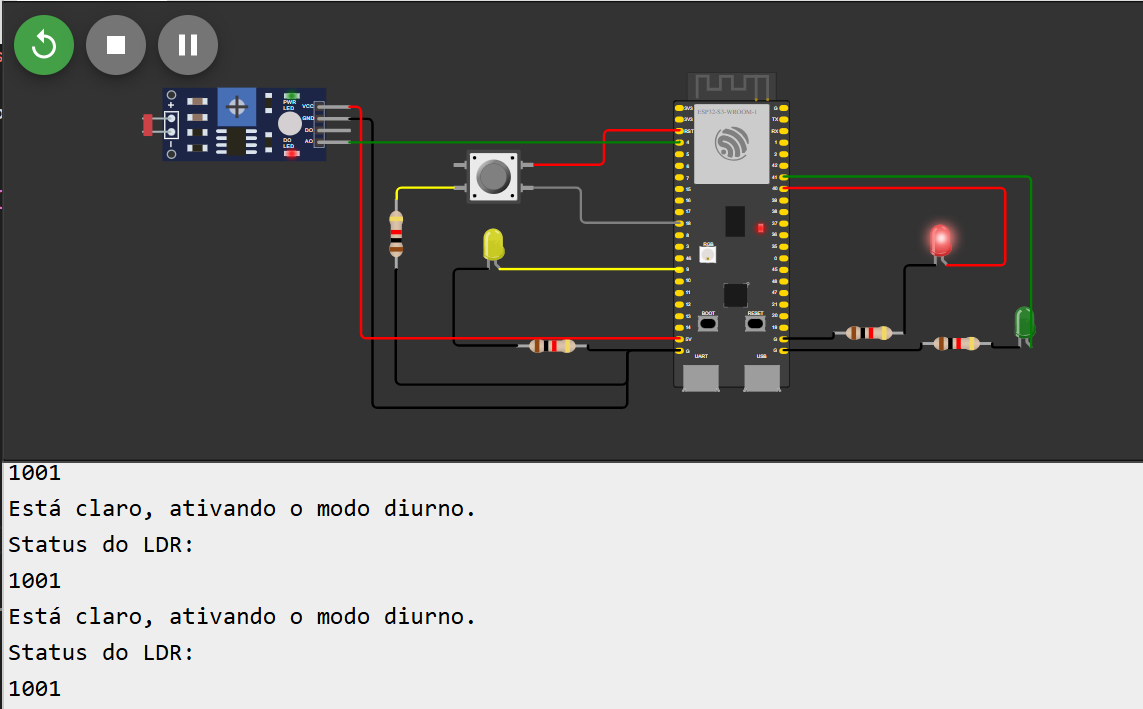 VCC
GND
DO
AO
PWR
LED
DO
LED
ESP32-S3-WROOM-1
3V3
3V3
RST
4
5
6
7
15
16
17
18
8
3
46
9
10
11
12
13
14
5V
G
G
TX
RX
1
2
42
41
40
39
38
37
36
35
0
45
48
47
21
20
19
G
G
RGB
BOOT
RESET
UART
USB
1001
Está claro, ativando o modo diurno.
Status do LDR:
1001
Está claro, ativando o modo diurno.
Status do LDR:
1001